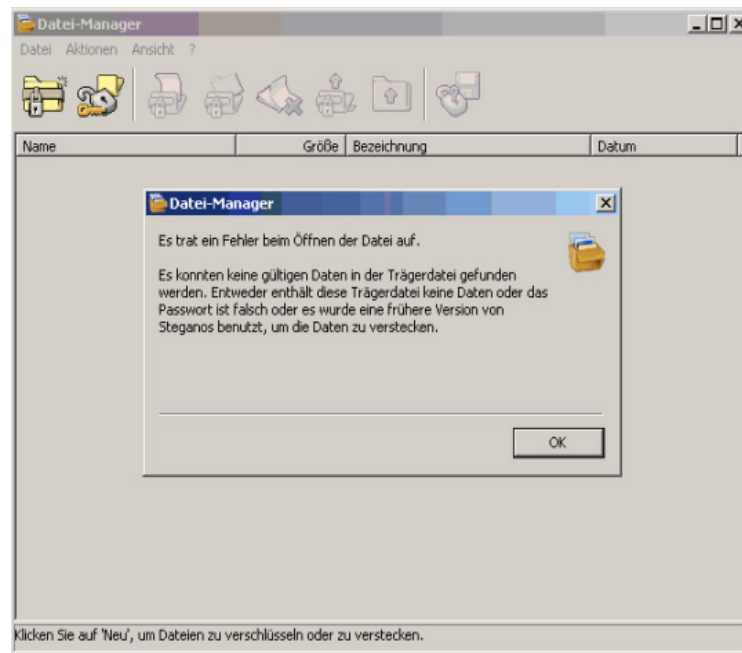 Datei-Manager
Datei Aktionen Ansicht ?
Name Größe Bezeichnung Datum
Datei-Manager
Es trat ein Fehler beim Öffnen der Datei auf.
Es konnten keine gültigen Daten in der Trägerdatei gefunden
werden. Entweder enthält diese Trägerdatei keine Daten oder das
Passwort ist falsch oder es wurde eine frühere Version von
Steganos benutzt, um die Daten zu verstecken.
OK
Klicken Sie auf 'Neu', um Dateien zu verschlüsseln oder zu verstecken.